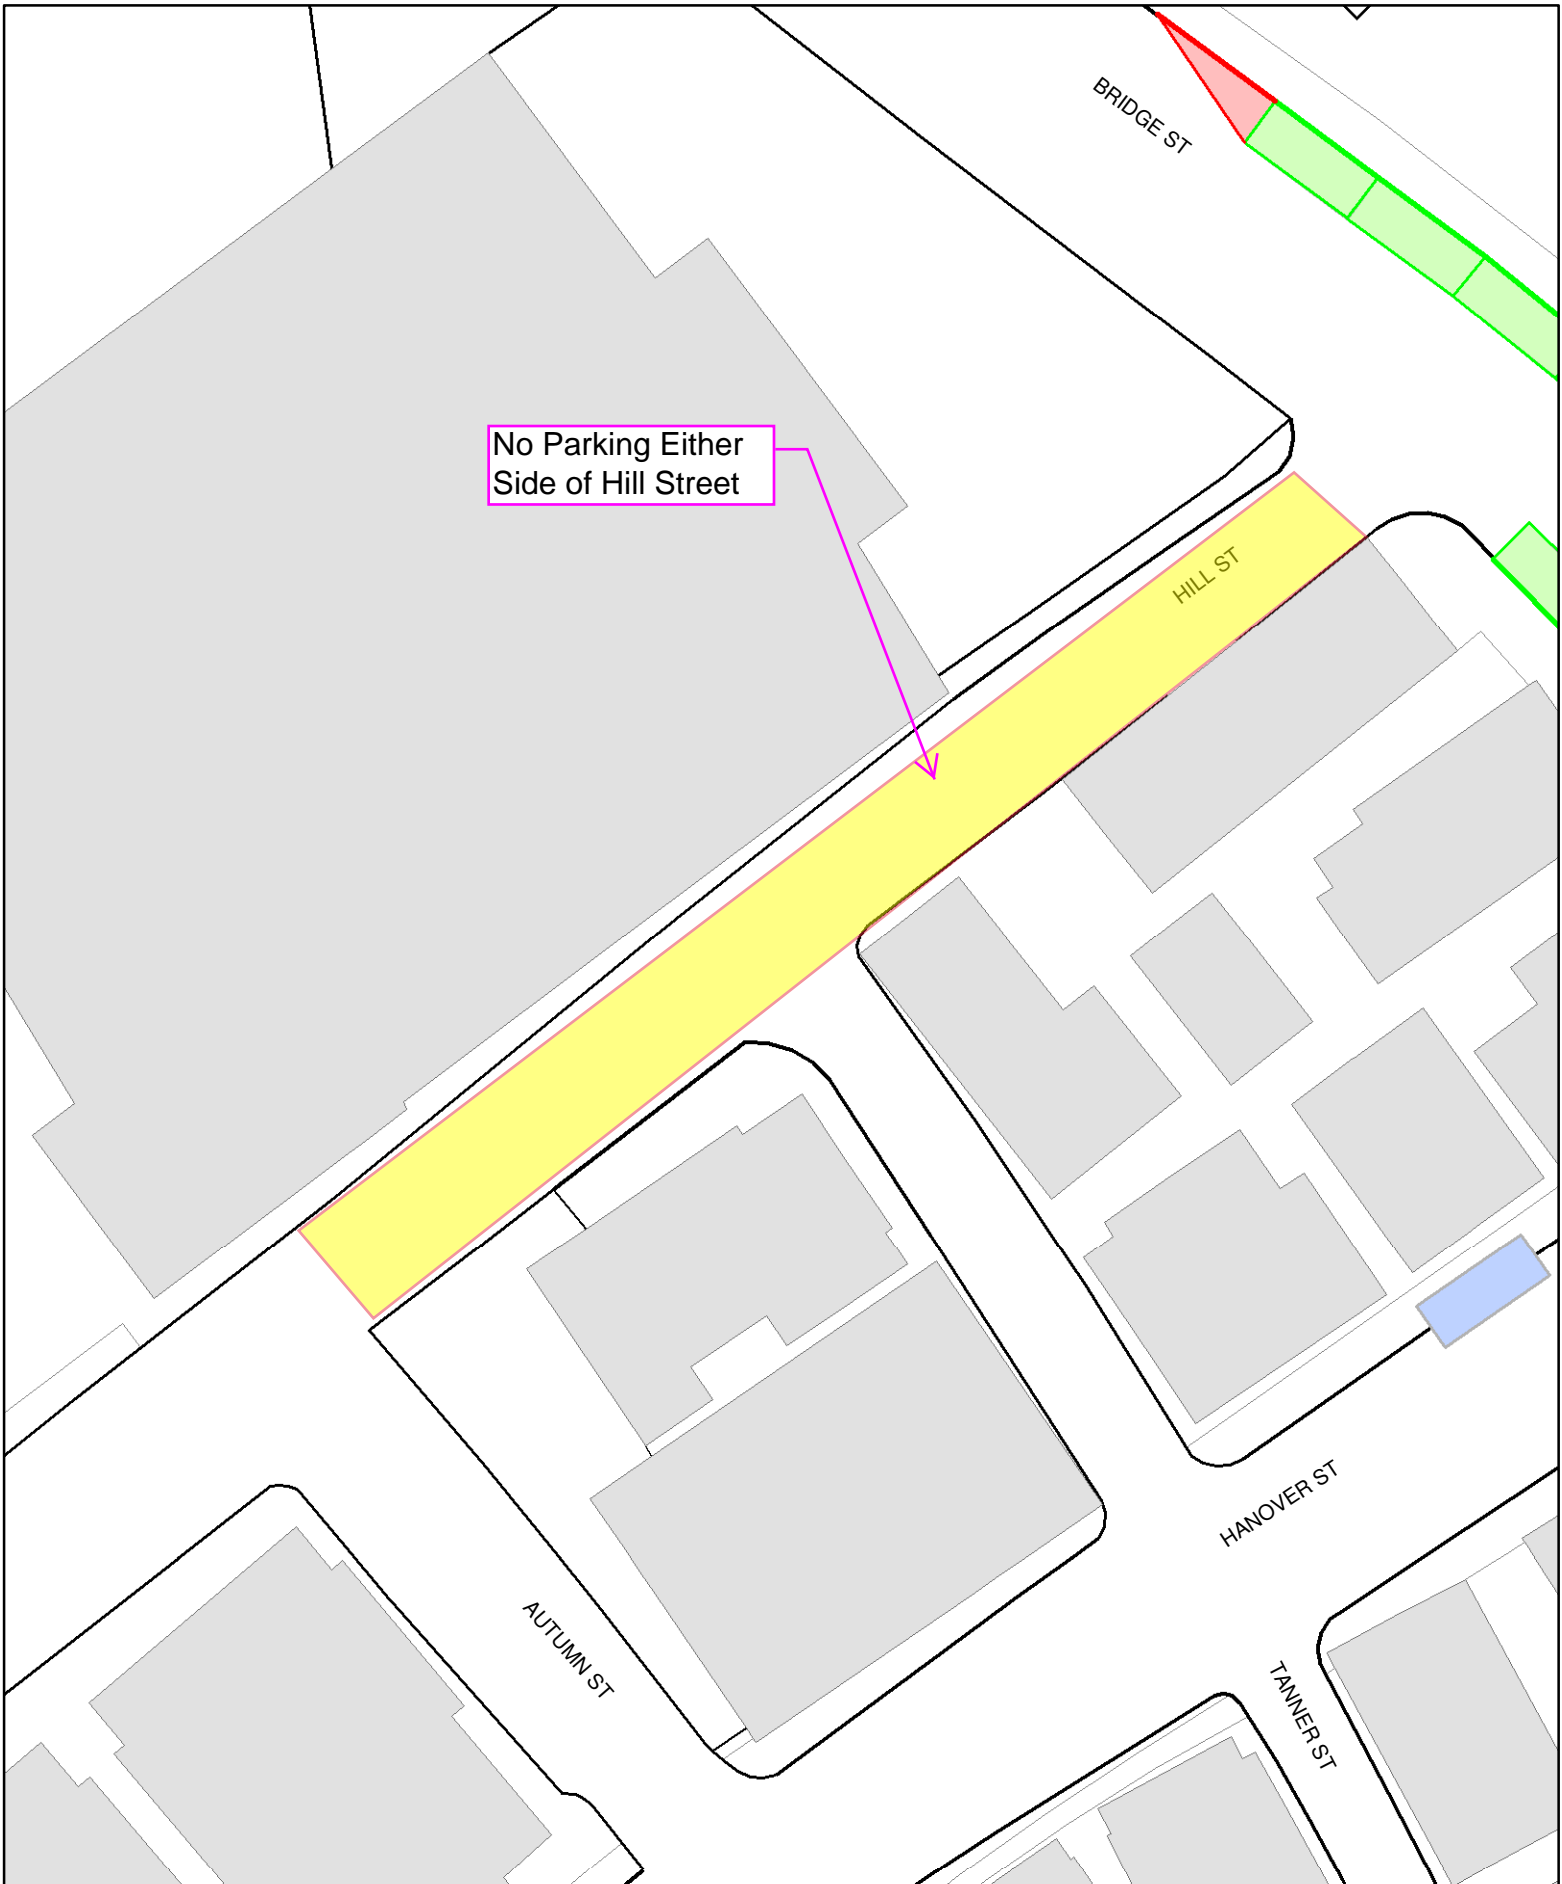 BRIDGE ST
No Parking Either
Side of Hill Street
HILL ST
HANOVER ST
AUTUMN ST
TANNER ST